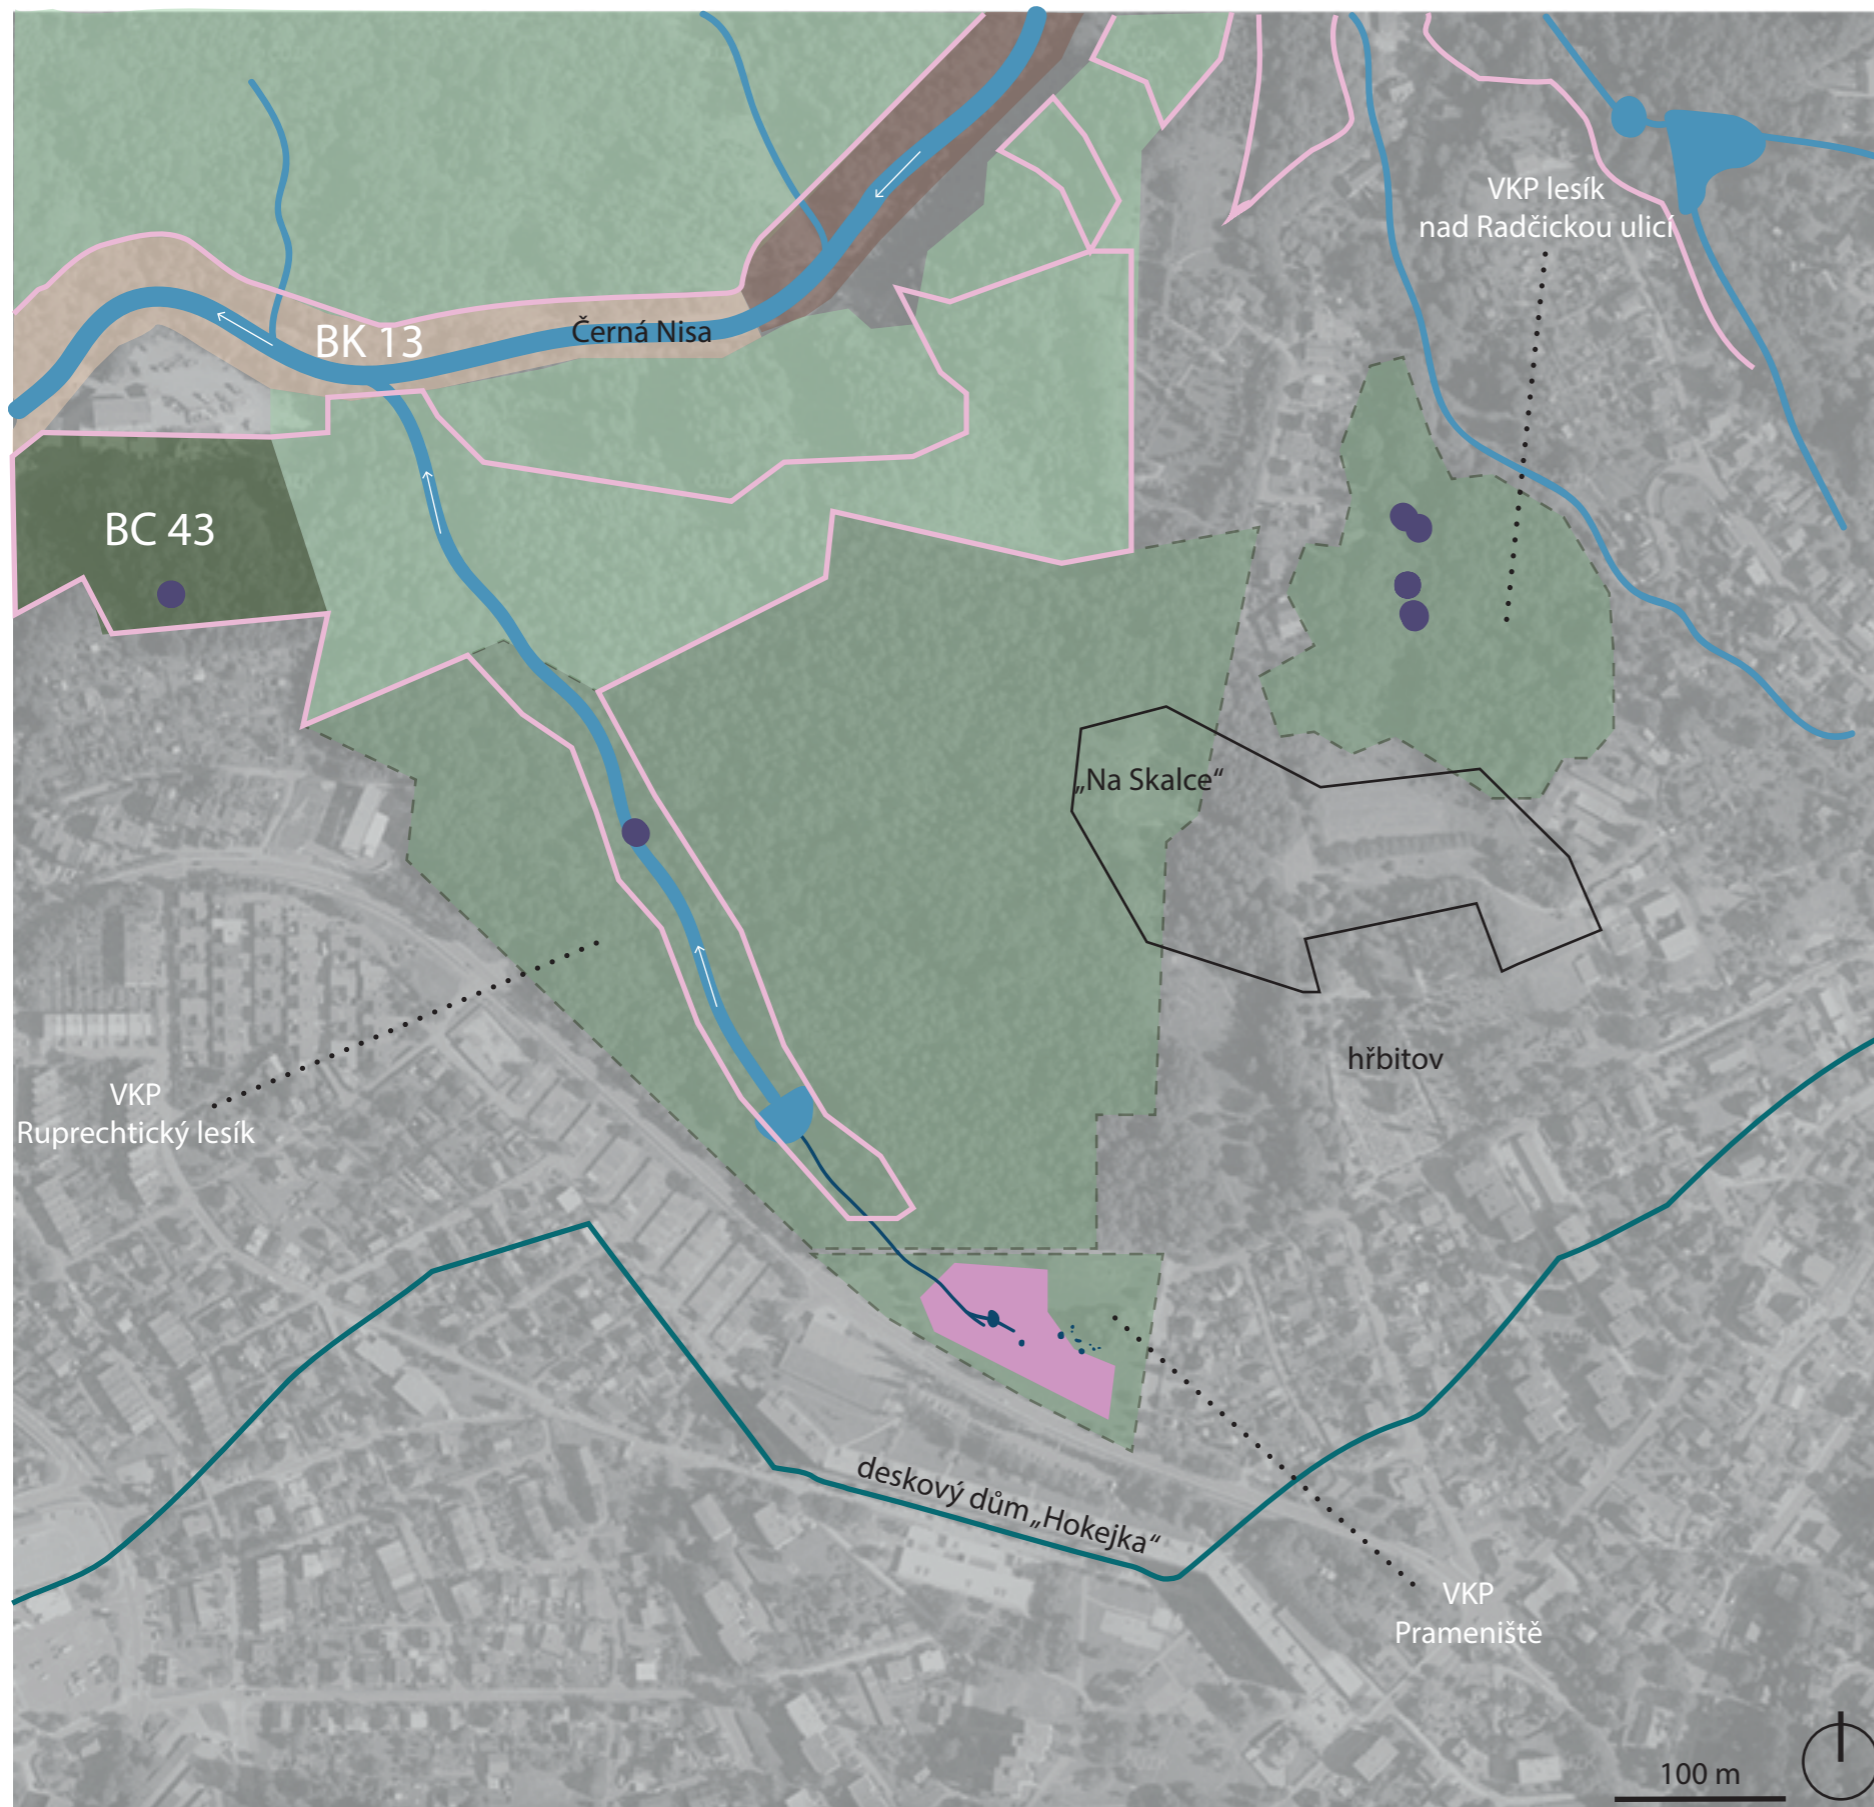 VKP lesík
nad Radčickou ulicí
BK 13
Černá Nisa
BC 43
„Na Skalce“
hřbitov
VKP
Ruprechtický lesík
deskový dům „Hokejka“
VKP
Prameniště
100 m